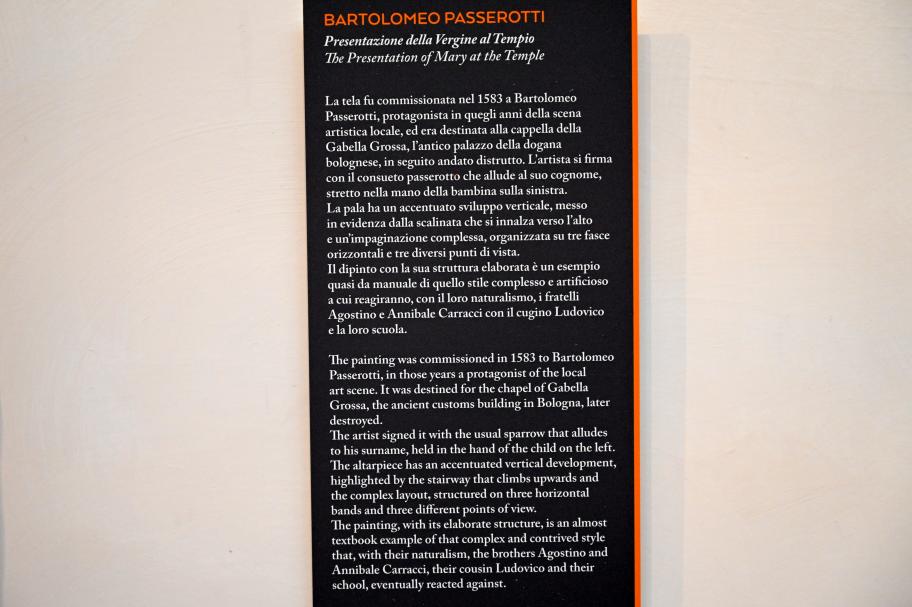 BARTOLOMEO PASSEROTTI
Presentazione della Vergine al Tempio
The Presentation of Mary at the Temple
La tela fu commissionata nel 1583 a Bartolomeo
Passerotti, protagonista in quegli anni della scena
artistica locale, ed era destinata alla cappella della
Gabella Grossa, l'antico palazzo della dogana
bolognese, in seguito andato distrutto. L'artista si firma
con il consueto passerotto che allude al suo cognome,
stretto nella mano della bambina sulla sinistra.
La pala ha un accentuato sviluppo verticale, messo
in evidenza dalla scalinata che si innalza verso l'alto
e un'impaginazione complessa, organizzata su tre fasce
orizzontali e tre diversi punti di vista.
Il dipinto con la sua struttura elaborata è un esempio
quasi da manuale di quello stile complesso e artificioso
a cui reagiranno, con il loro naturalismo, i fratelli
Agostino e Annibale Carracci con il cugino Ludovico
e la loro scuola.
The painting was commissioned in 1583 to Bartolomeo
Passerotti, in those years a protagonist of the local
art scene. It was destined for the chapel of Gabella
Grossa, the ancient customs building in Bologna, later
destroyed.
The artist signed it with the usual sparrow that alludes
to his surname, held in the hand of the child on the left.
The altarpiece has an accentuated vertical development,
highlighted by the stairway that climbs upwards and
the complex layout, structured on three horizontal
bands and three different points of view.
The painting, with its elaborate structure, is an almost
textbook example of that complex and contrived style
that, with their naturalism, the brothers Agostino and
Annibale Carracci, their cousin Ludovico and their
school, eventually reacted against.